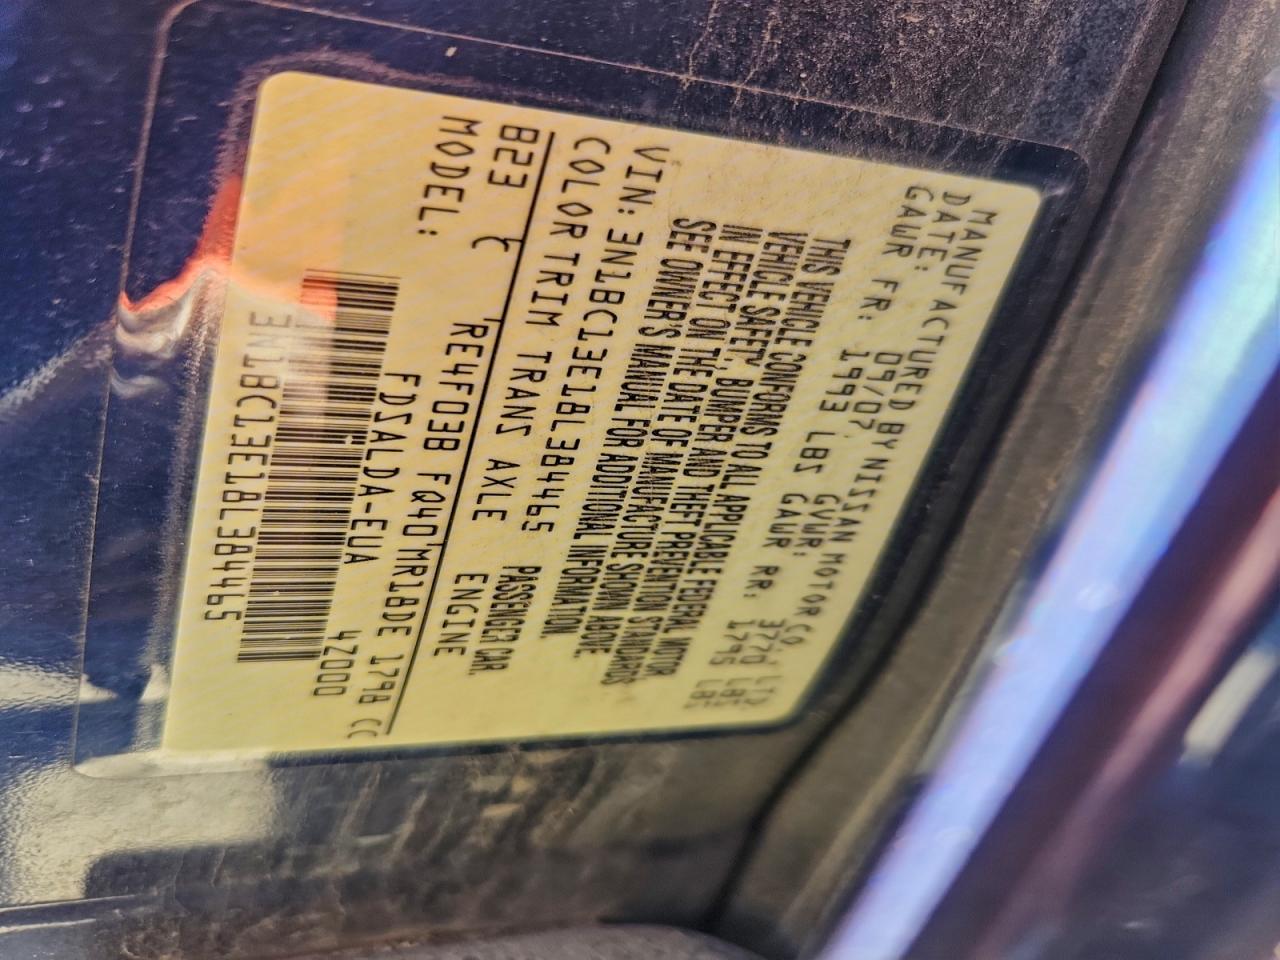 MANUFACTURED BY NISSAN MOTOR CO., LTD.
DATE: 09/07 GVWR: 3770 LBS
GAWR FR: 1993 LBS GAWR RR: 1795 LBS
THIS VEHICLE CONFORMS TO ALL APPLICABLE FEDERAL MOTOR
VEHICLE SAFETY, BUMPER AND THEFT PREVENTION STANDARDS
IN EFFECT ON THE DATE OF MANUFACTURE SHOWN ABOVE.
SEE OWNER'S MANUAL FOR ADDITIONAL INFORMATION.
VIN: 3N1BC13E18L384465 PASSENGER CAR.
COLOR TRIM TRANS AXLE ENGINE
B23 C RE4F03B FQ40 MR18DE 1798 CC
MODEL: FDSALDA-EUA 4Z000
3N1BC13E18L384465